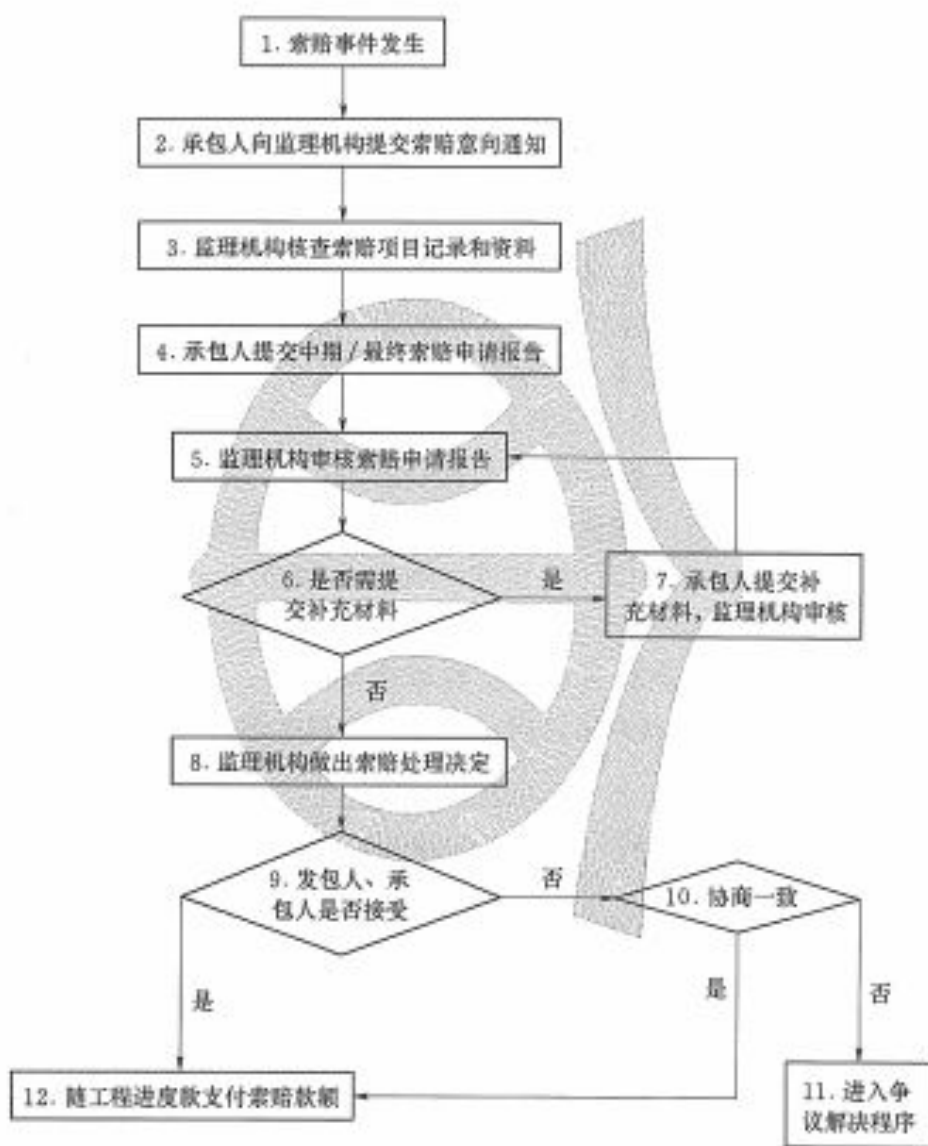 1. 索赔事件发生
2. 承包人向监理机构提交索赔意向通知
3. 监理机构核查索赔项目记录和资料
4. 承包人提交中期/最终索赔申请报告
5. 监理机构审核索赔申请报告
6. 是否需提
交补充材料
是
7. 承包人提交补
充材料，监理机构审核
否
8. 监理机构做出索赔处理决定
9. 发包人、承
包人是否接受
否
10. 协商一致
是
是
否
12. 随工程进度款支付索赔款额
11. 进入争
议解决程序